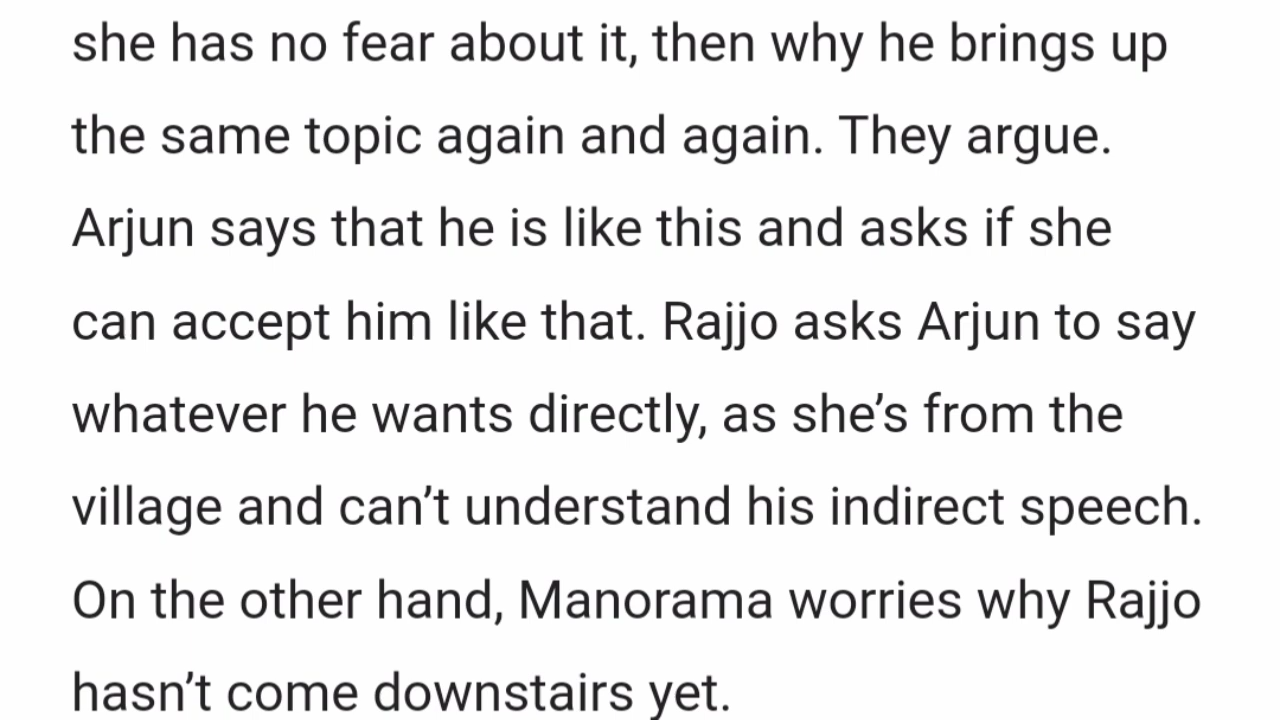 she has no fear about it, then why he brings up
the same topic again and again. They argue.
Arjun says that he is like this and asks if she
can accept him like that. Rajjo asks Arjun to say
whatever he wants directly, as she’s from the
village and can’t understand his indirect speech.
On the other hand, Manorama worries why Rajjo
hasn’t come downstairs yet.